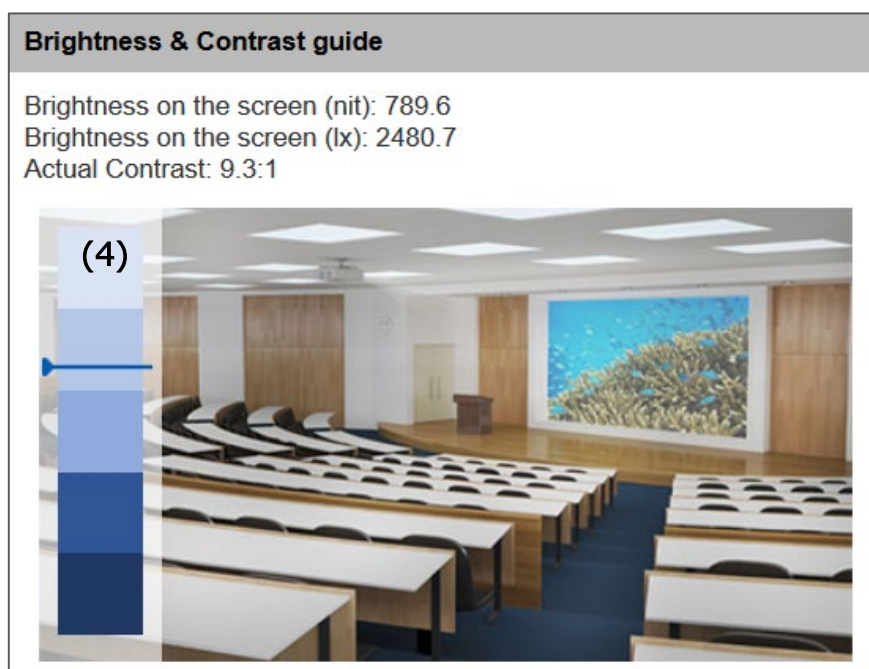 Brightness & Contrast guide
Brightness on the screen (nit): 789.6
Brightness on the screen (lx): 2480.7
Actual Contrast: 9.3:1
(4)